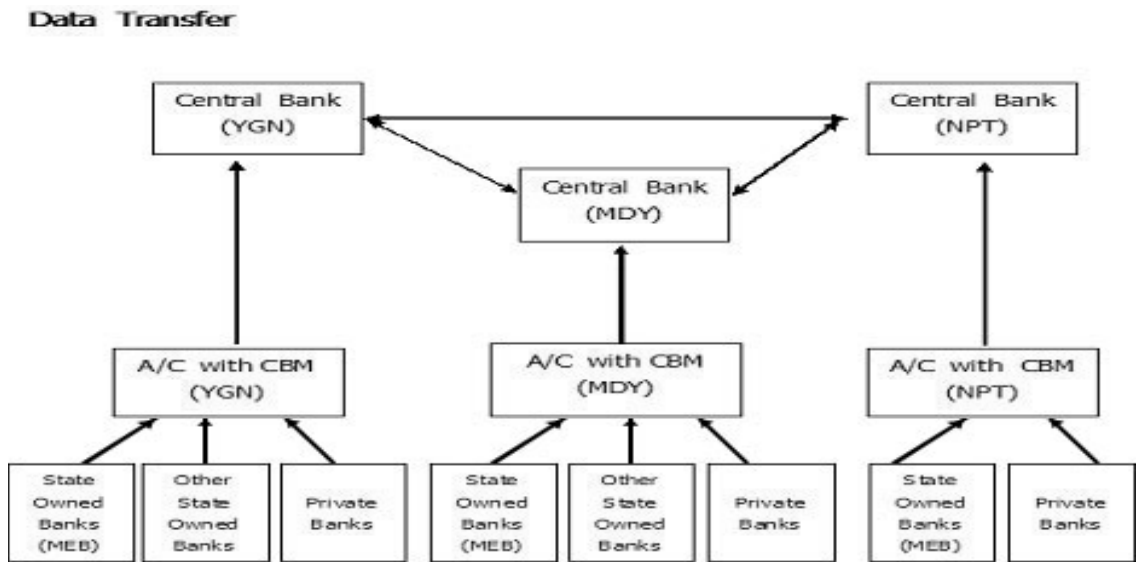 Data Transfer
Central Bank
(YGN)
Central Bank
(NPT)
Central Bank
(MDY)
A/C with CBM
(YGN)
A/C with CBM
(MDY)
A/C with CBM
(NPT)
State
Owned
Banks
(MEB)
Other
State
Owned
Banks
Private
Banks
State
Owned
Banks
(MEB)
Other
State
Owned
Banks
Private
Banks
State
Owned
Banks
(MEB)
Private
Banks